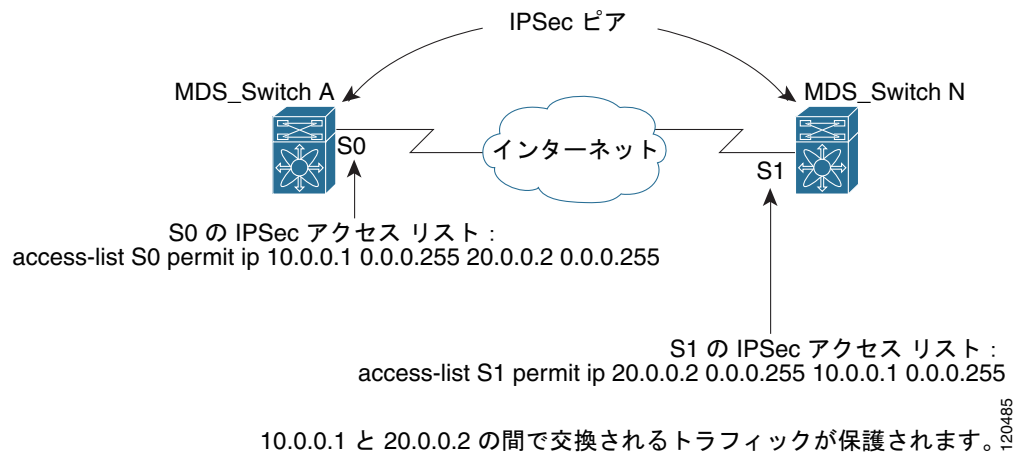 IPSec ピア
MDS_Switch A
MDS_Switch N
S0
インターネット
S1
S0 の IPSec アクセス リスト：
access-list S0 permit ip 10.0.0.1 0.0.0.255 20.0.0.2 0.0.0.255
S1 の IPSec アクセス リスト：
access-list S1 permit ip 20.0.0.2 0.0.0.255 10.0.0.1 0.0.0.255
10.0.0.1 と 20.0.0.2 の間で交換されるトラフィックが保護されます。
120485